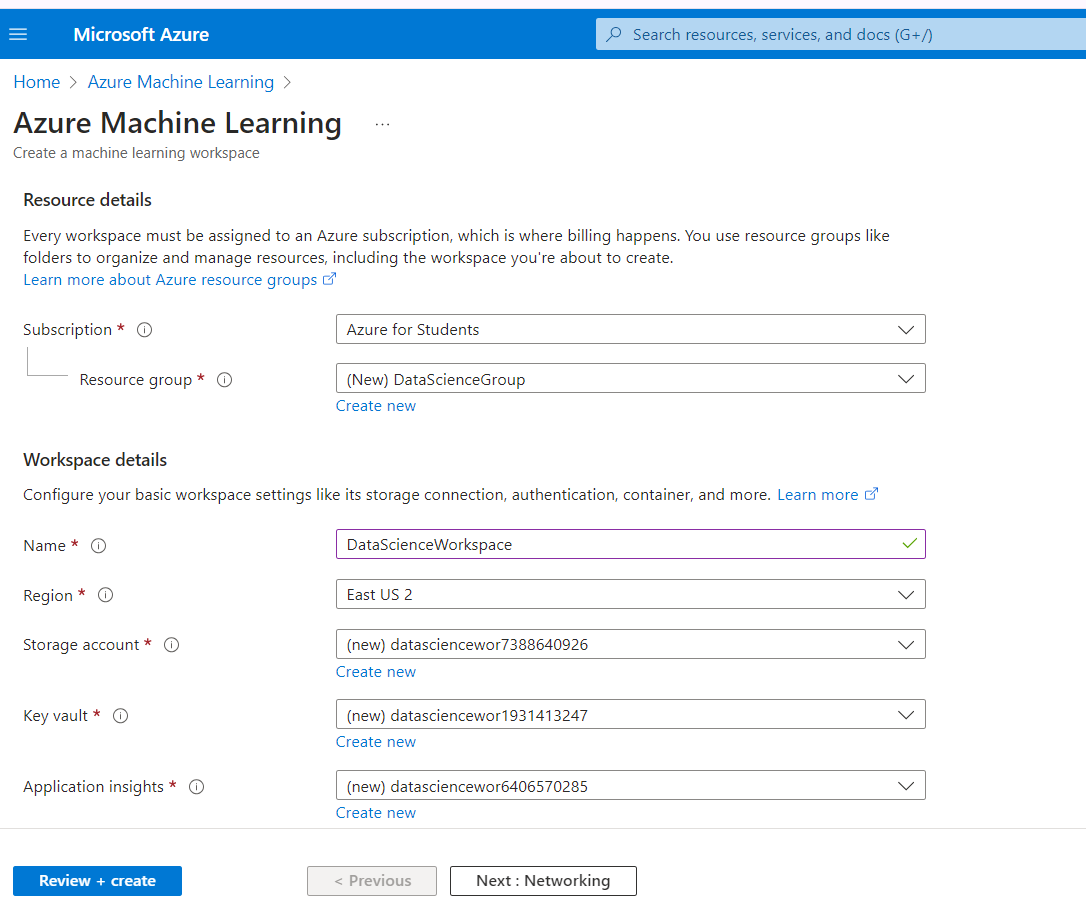 Microsoft Azure
Search resources, services, and docs (G+/)
Home > Azure Machine Learning >
Azure Machine Learning ...
Create a machine learning workspace
Resource details
Every workspace must be assigned to an Azure subscription, which is where billing happens. You use resource groups like
folders to organize and manage resources, including the workspace you're about to create.
Learn more about Azure resource groups
Subscription * Azure for Students
Resource group * (New) DataScienceGroup
Create new
Workspace details
Configure your basic workspace settings like its storage connection, authentication, container, and more. Learn more
Name * DataScienceWorkspace
Region * East US 2
Storage account * (new) datasciencewor7388640926
Create new
Key vault * (new) datasciencewor1931413247
Create new
Application insights * (new) datasciencewor6406570285
Create new
Review + create
< Previous
Next : Networking